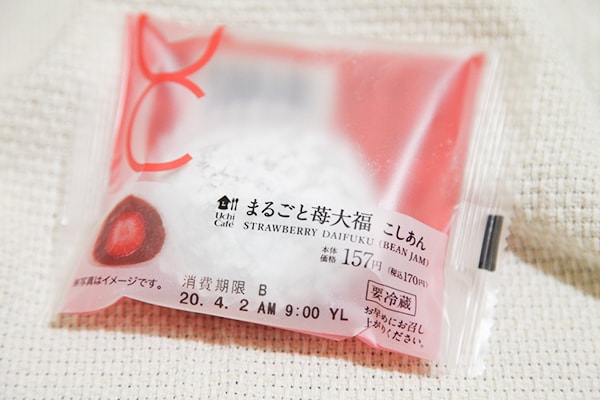 Uchi
Café
まるごと苺大福 こしあん
STRAWBERRY DAIFUKU (BEAN JAM)
本体
価格 157円 (税込170円)
要冷蔵
お早めにお召し
上がりください。
写真はイメージです。
消費期限 B
20. 4. 2 AM 9:00 YL